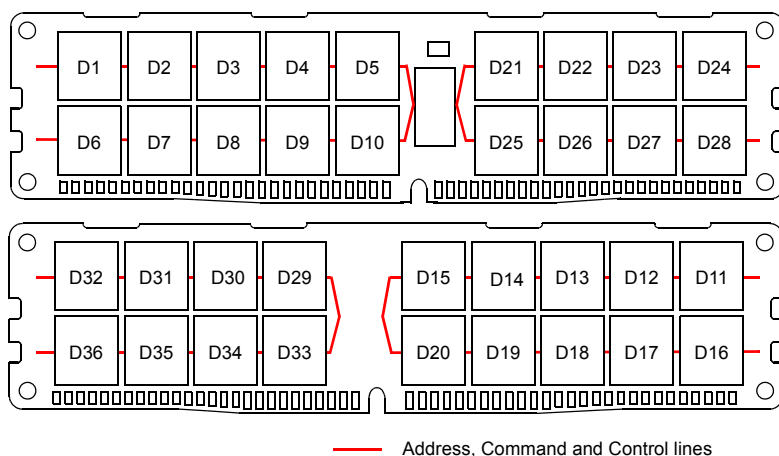 D1 D2 D3 D4 D5 D21 D22 D23 D24
D6 D7 D8 D9 D10 D25 D26 D27 D28
D32 D31 D30 D29 D15 D14 D13 D12 D11
D36 D35 D34 D33 D20 D19 D18 D17 D16
Address, Command and Control lines